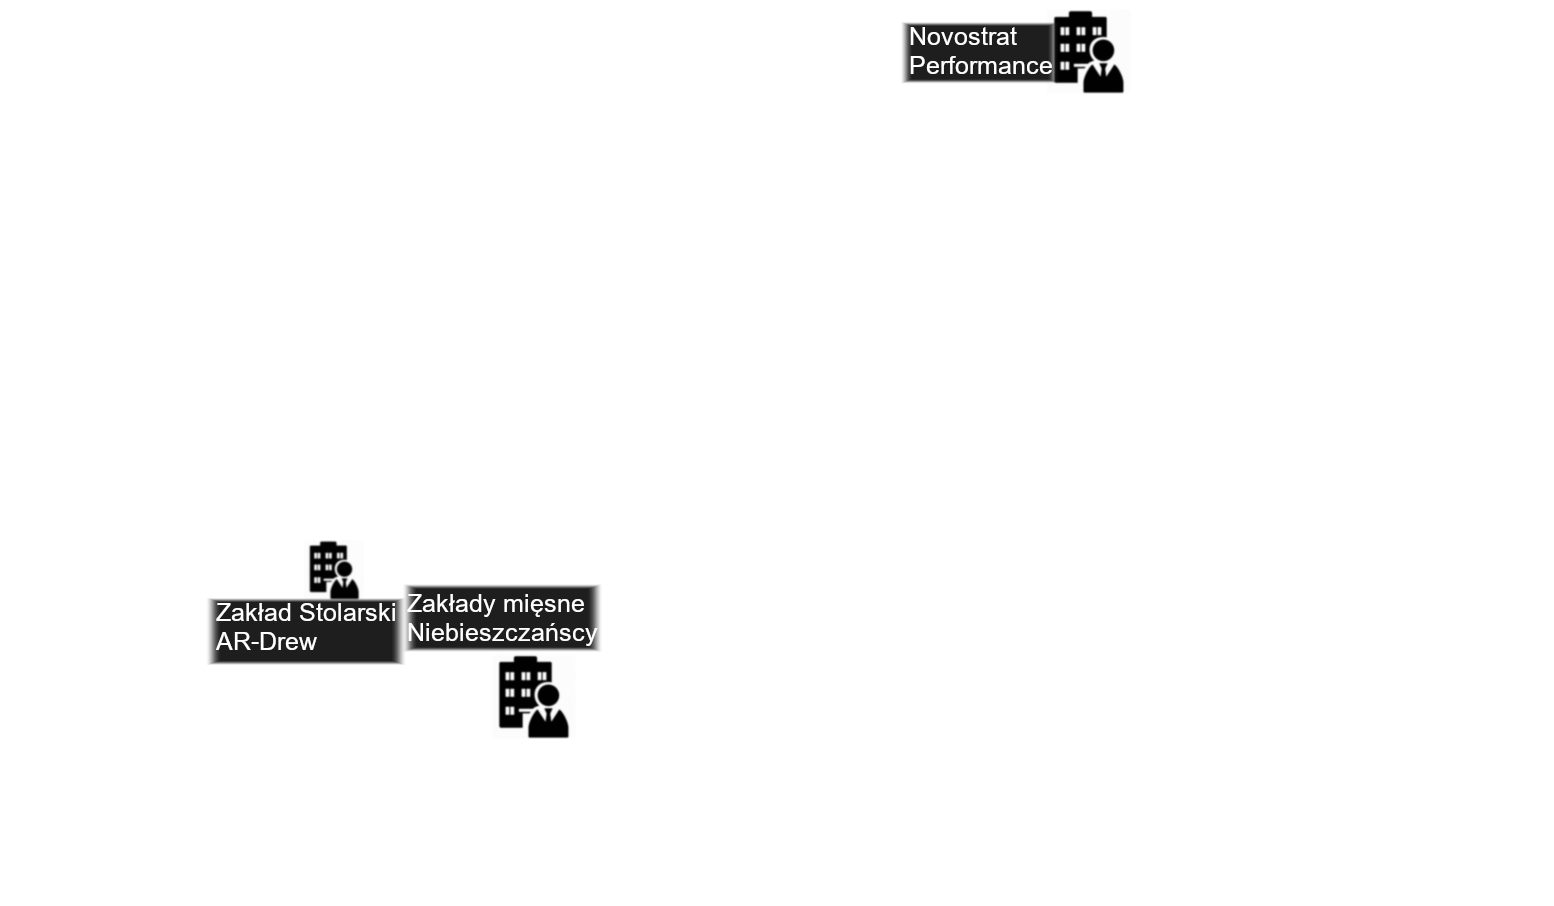 Novostrat
Performance
Zakład Stolarski
AR-Drew
Zakłady mięsne
Niebieszczańscy